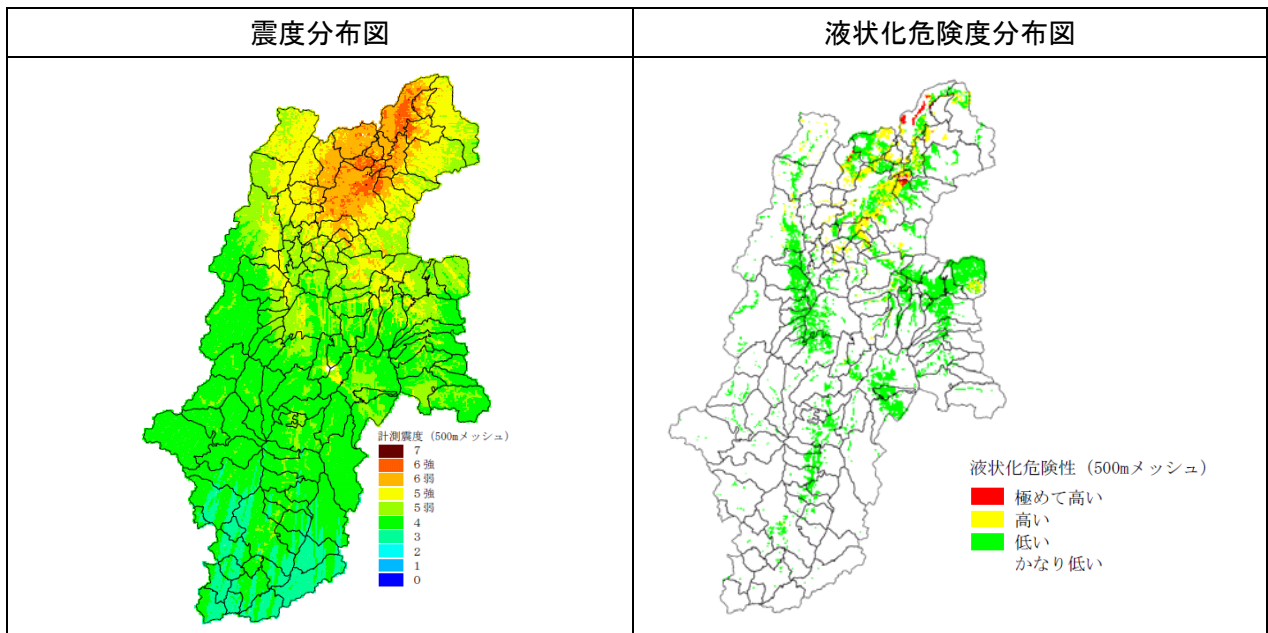 震度分布図
液状化危険度分布図
計測震度（500mメッシュ）
7
6強
6弱
5強
5弱
4
3
2
1
0
液状化危険性（500mメッシュ）
極めて高い
高い
低い
かなり低い